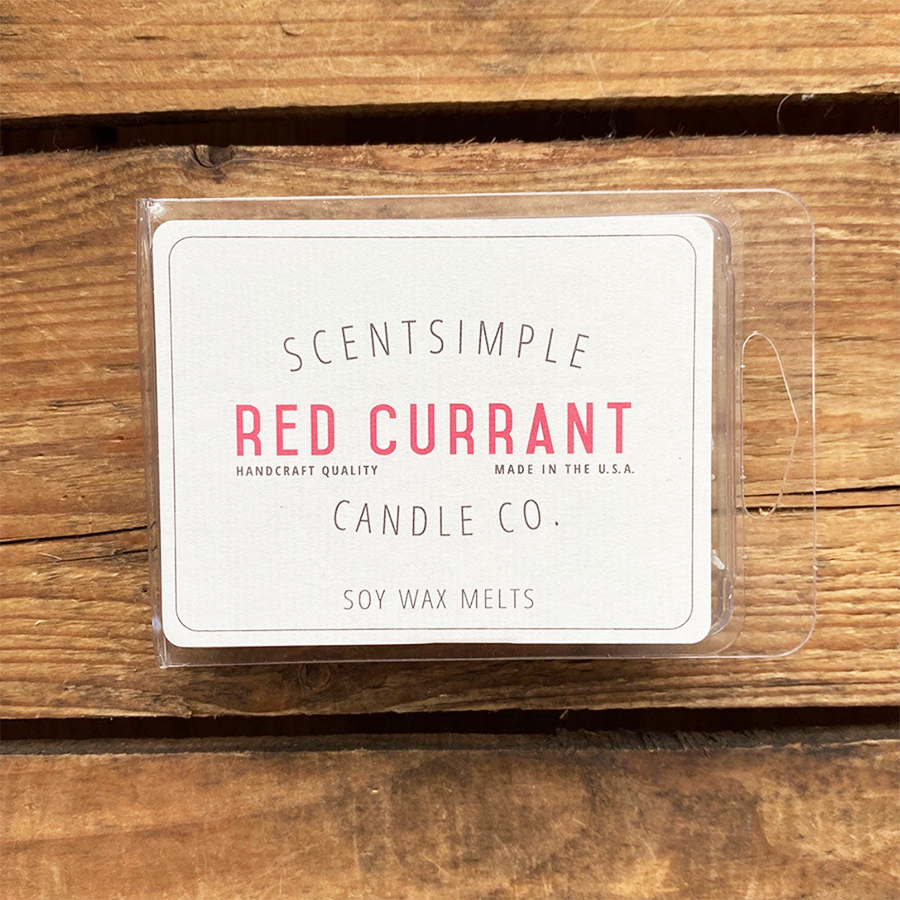 SCENTSIMPLE
RED CURRANT
HANDCRAFT QUALITY MADE IN THE U.S.A.
CANDLE CO.
SOY WAX MELTS